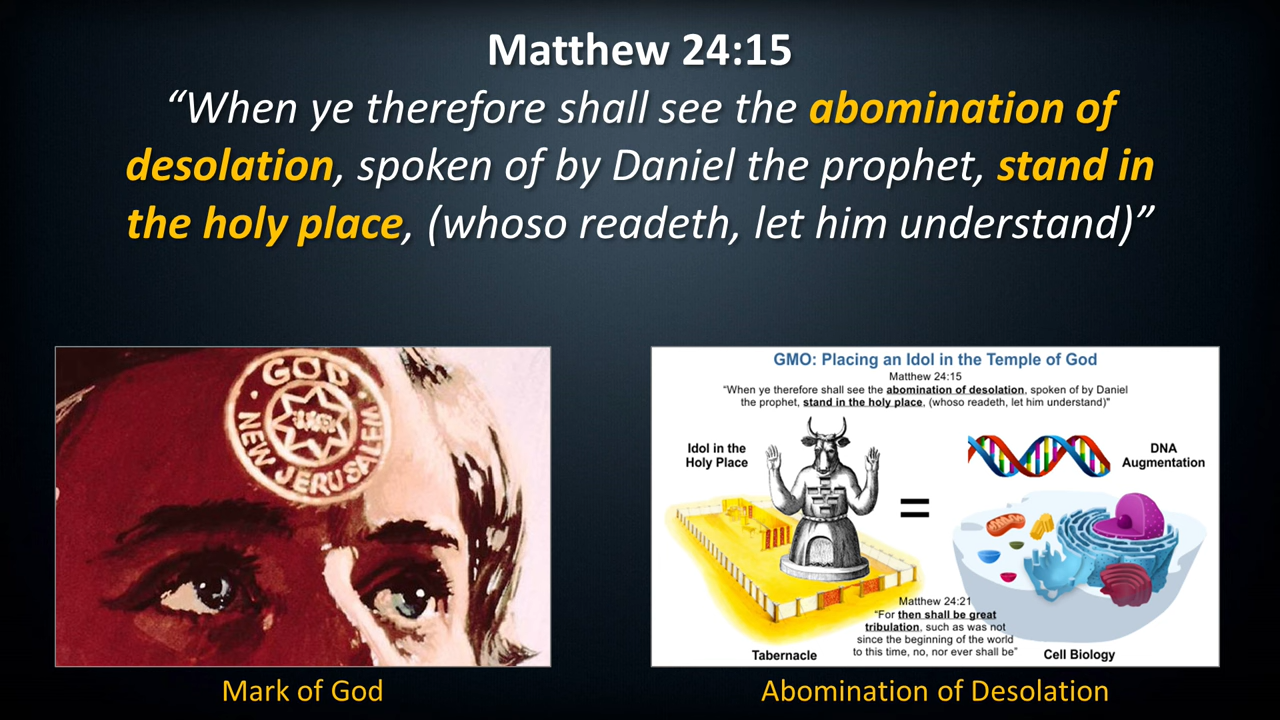 Matthew 24:15
“When ye therefore shall see the abomination of
desolation, spoken of by Daniel the prophet, stand in
the holy place, (whoso readeth, let him understand)”
GOD
NEW JERUSALEM
Mark of God
GMO: Placing an Idol in the Temple of God
Matthew 24:15
“When ye therefore shall see the abomination of desolation, spoken of by Daniel
the prophet, stand in the holy place, (whoso readeth, let him understand)"
Idol in the
Holy Place
=
DNA
Augmentation
Matthew 24:21
“For then shall be great
tribulation, such as was not
since the beginning of the world
to this time, no, nor ever shall be”
Tabernacle
Cell Biology
Abomination of Desolation